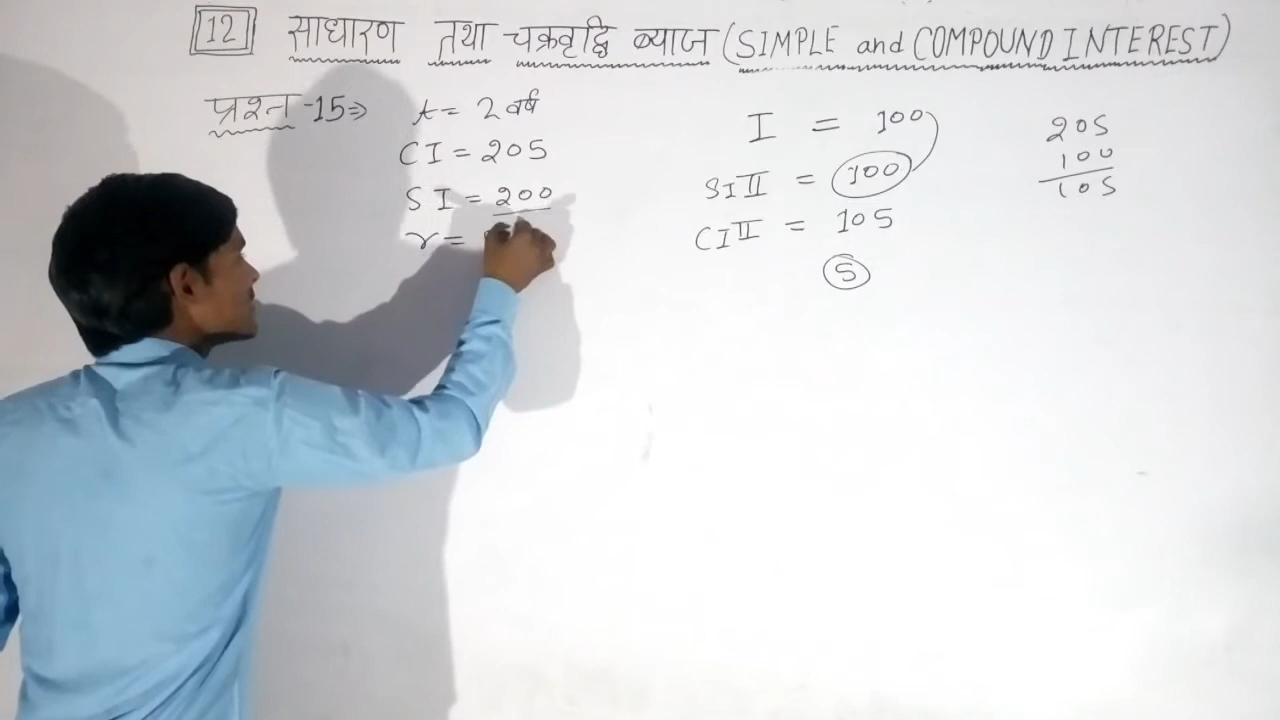 12 साधारण तथा चक्रवृद्धि ब्याज (SIMPLE and COMPOUND INTEREST)
प्रश्न -15⇒ t = 2 वर्ष
CI = 205
SI = 200
r =
I = 100
SI II = 100
CI II = 105
5
205
100
105